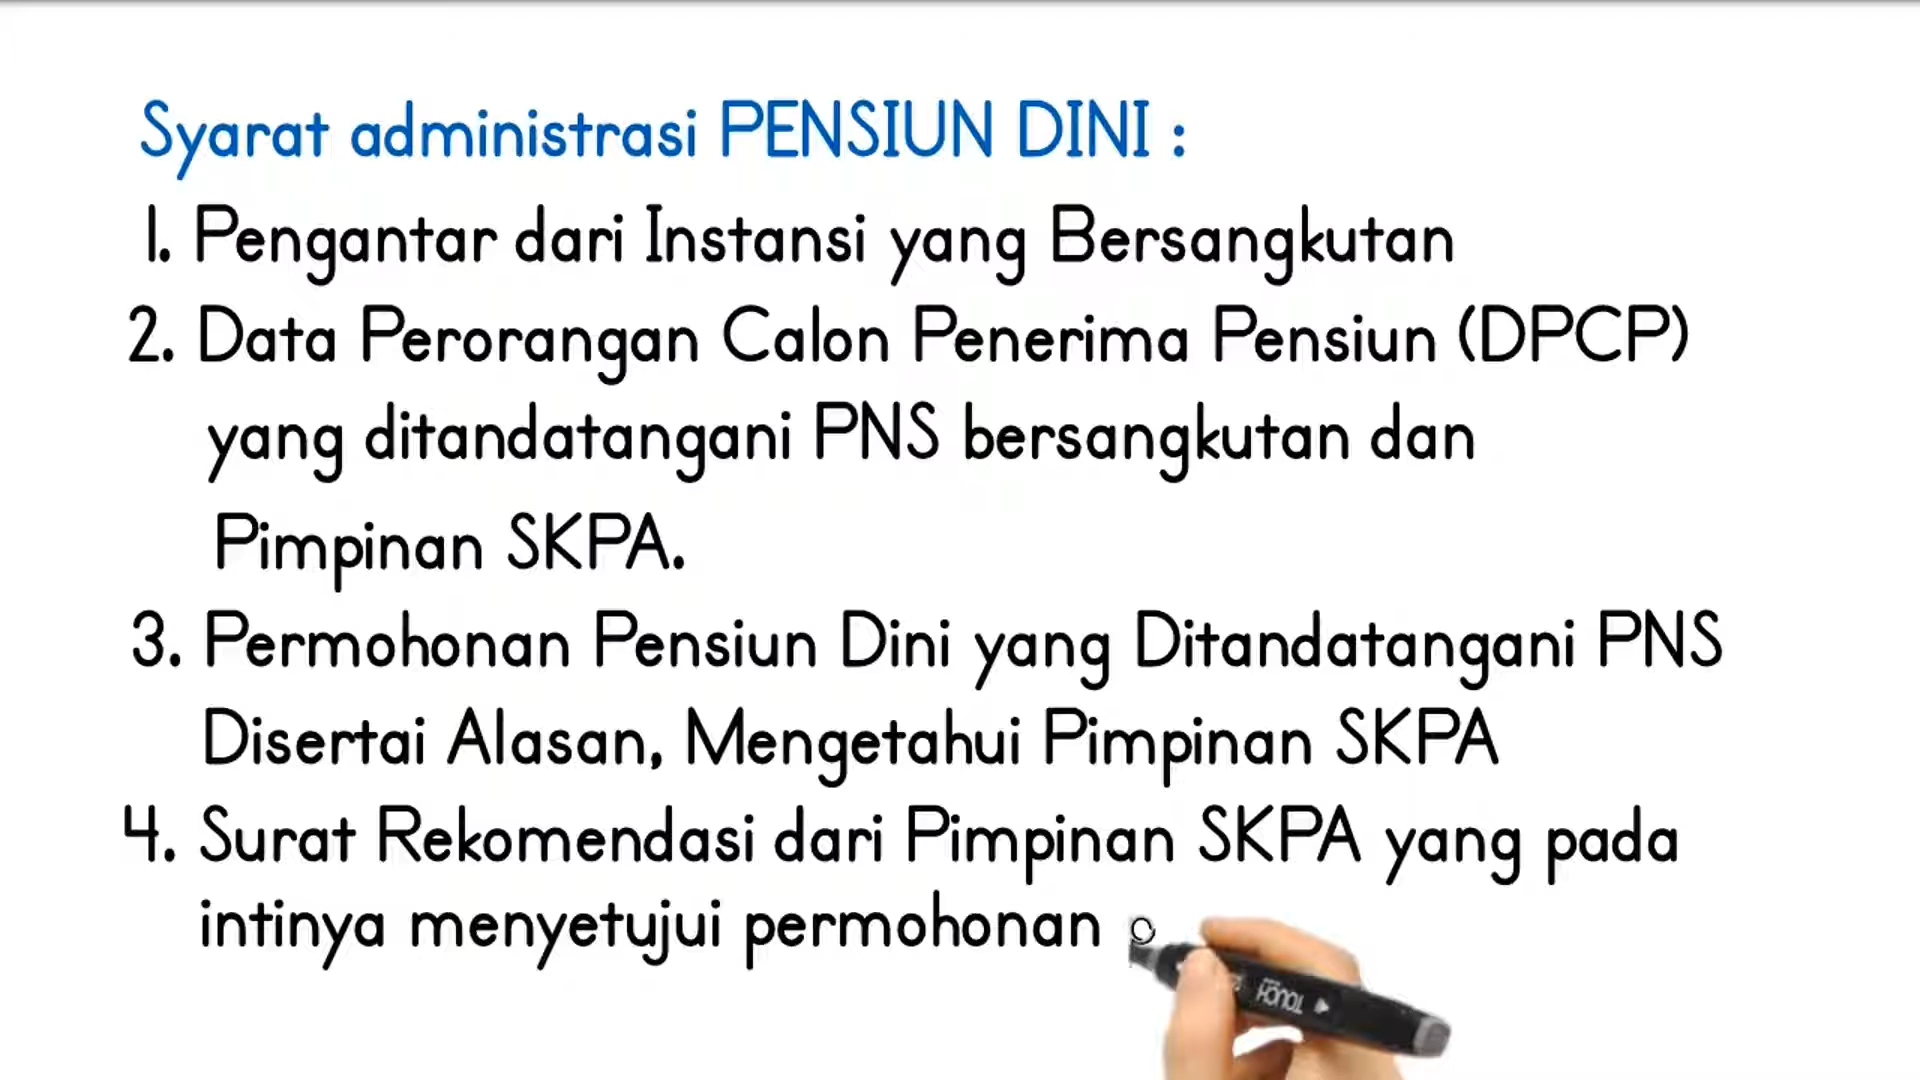 Syarat administrasi PENSIUN DINI :
1. Pengantar dari Instansi yang Bersangkutan
2. Data Perorangan Calon Penerima Pensiun (DPCP)
yang ditandatangani PNS bersangkutan dan
Pimpinan SKPA.
3. Permohonan Pensiun Dini yang Ditandatangani PNS
Disertai Alasan, Mengetahui Pimpinan SKPA
4. Surat Rekomendasi dari Pimpinan SKPA yang pada
intinya menyetujui permohonan
TOUCH